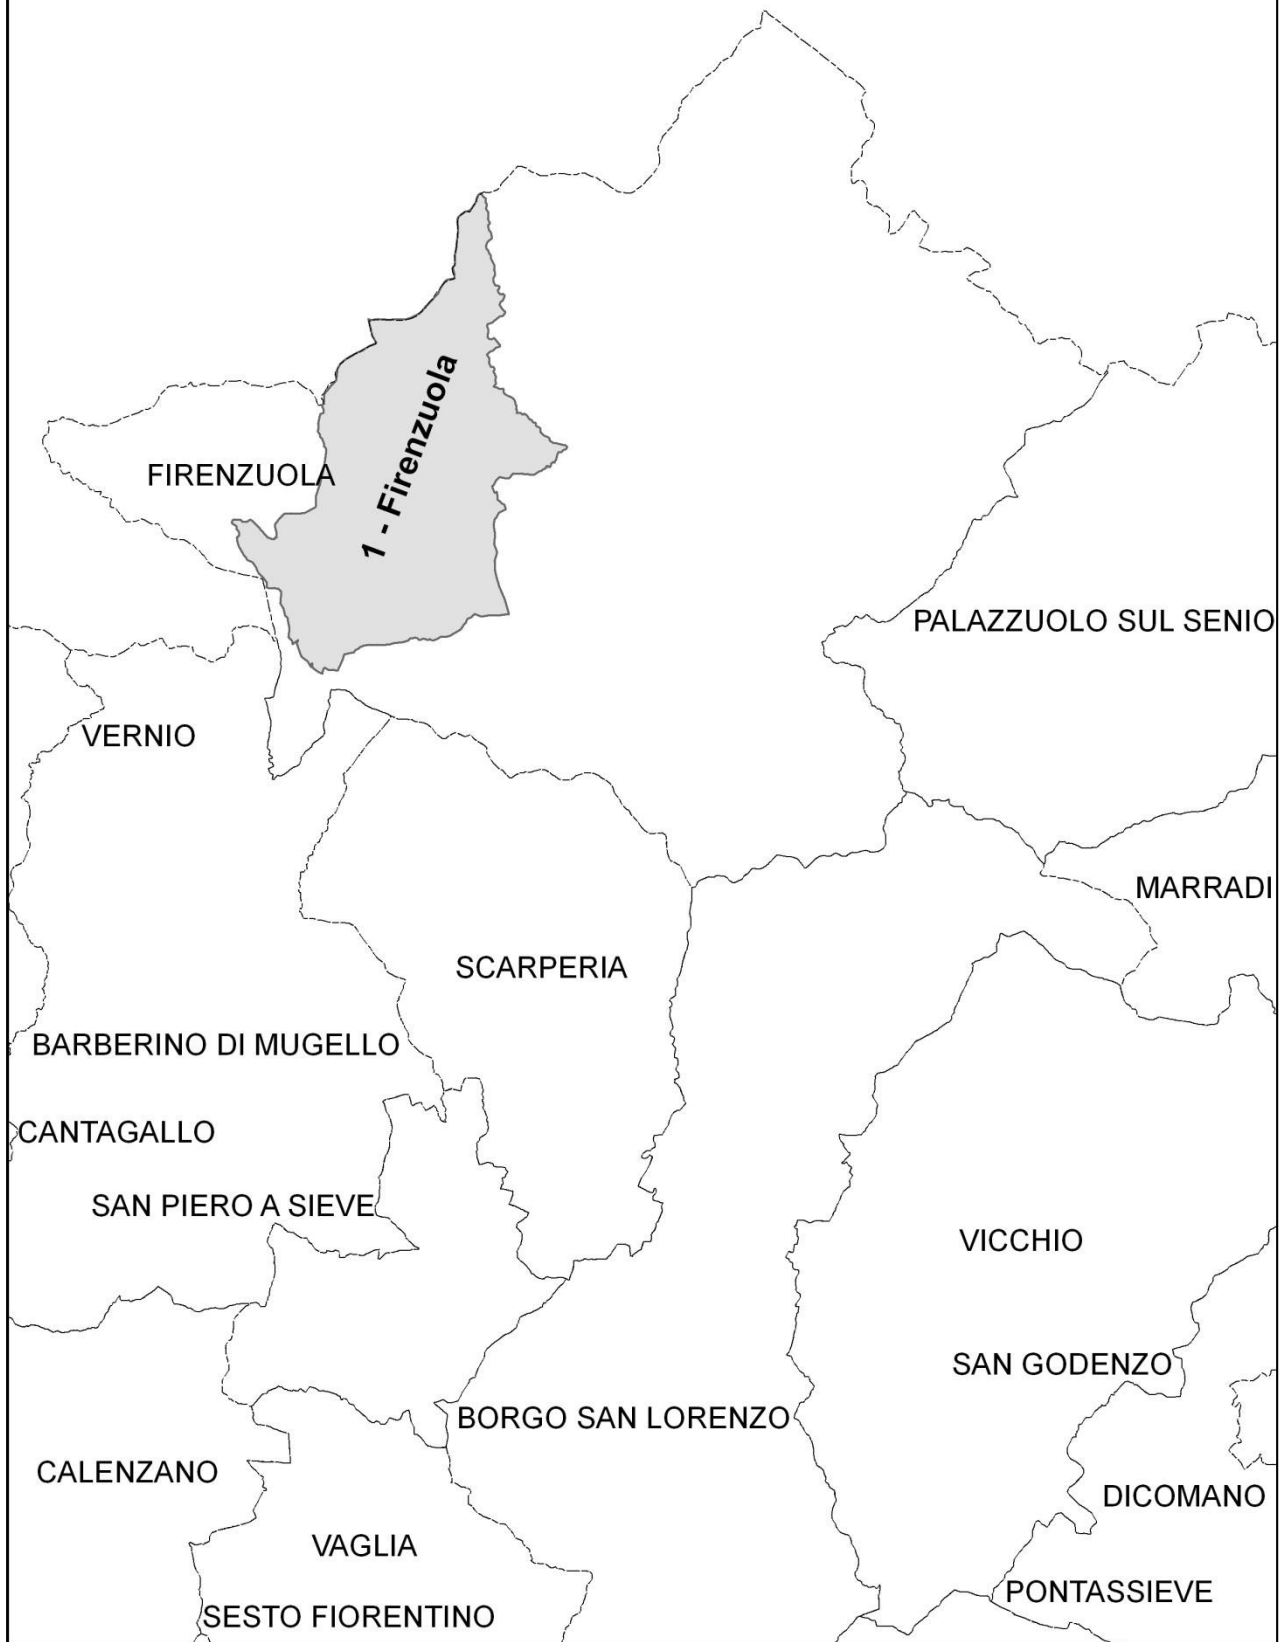 1 - Firenzuola
FIRENZUOLA
PALAZZUOLO SUL SENIO
VERNIO
MARRADI
SCARPERIA
BARBERINO DI MUGELLO
CANTAGALLO
SAN PIERO A SIEVE
VICCHIO
SAN GODENZO
BORGO SAN LORENZO
CALENZANO
DICOMANO
VAGLIA
PONTASSIEVE
SESTO FIORENTINO